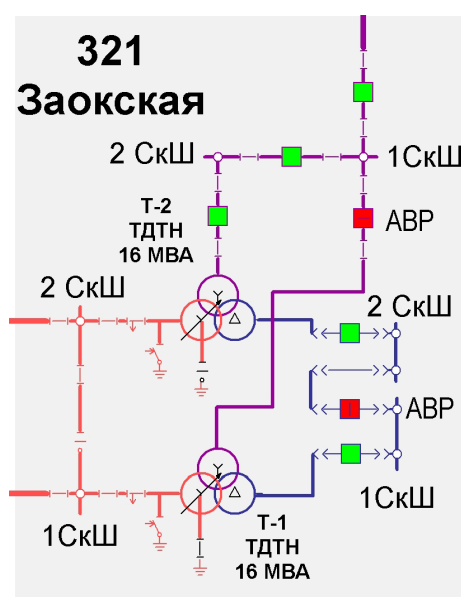 321
Заокская
2 СкШ
1СкШ
Т-2
ТДТН
16 МВА
АВР
2 СкШ
2 СкШ
АВР
1СкШ
1СкШ
Т-1
ТДТН
16 МВА